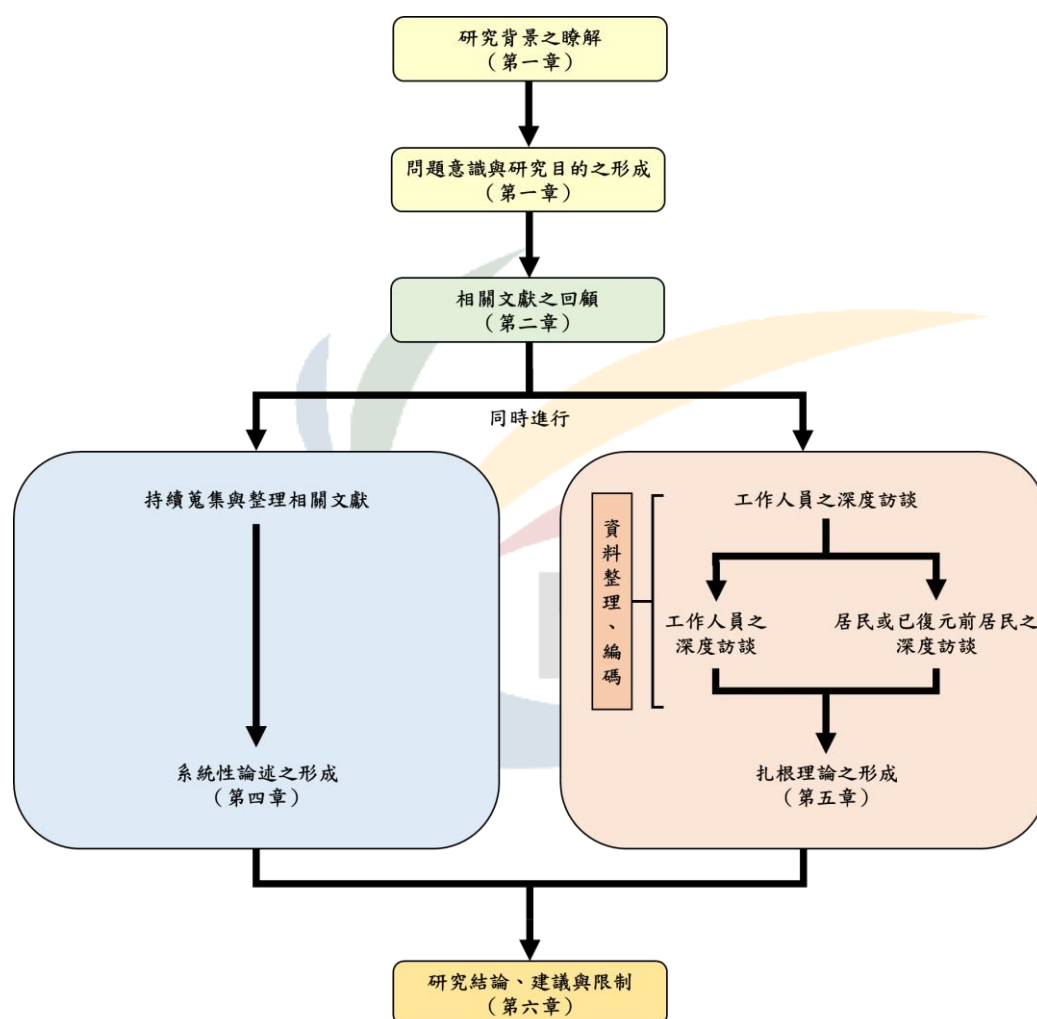 研究背景之瞭解
（第一章）
問題意識與研究目的之形成
（第一章）
相關文獻之回顧
（第二章）
同時進行
持續蒐集與整理相關文獻
系統性論述之形成
（第四章）
資料整理、編碼
工作人員之深度訪談
工作人員之
深度訪談
居民或已復元前居民之
深度訪談
扎根理論之形成
（第五章）
研究結論、建議與限制
（第六章）